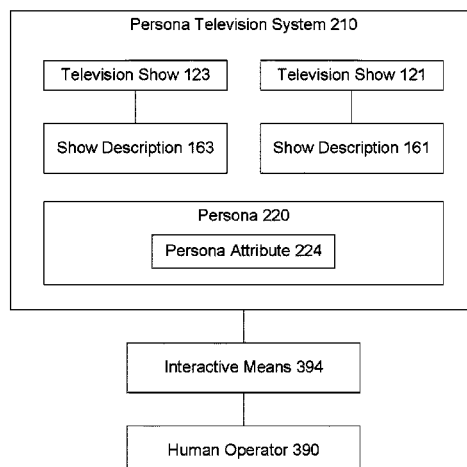 Persona Television System 210
Television Show 123
Television Show 121
Show Description 163
Show Description 161
Persona 220
Persona Attribute 224
Interactive Means 394
Human Operator 390